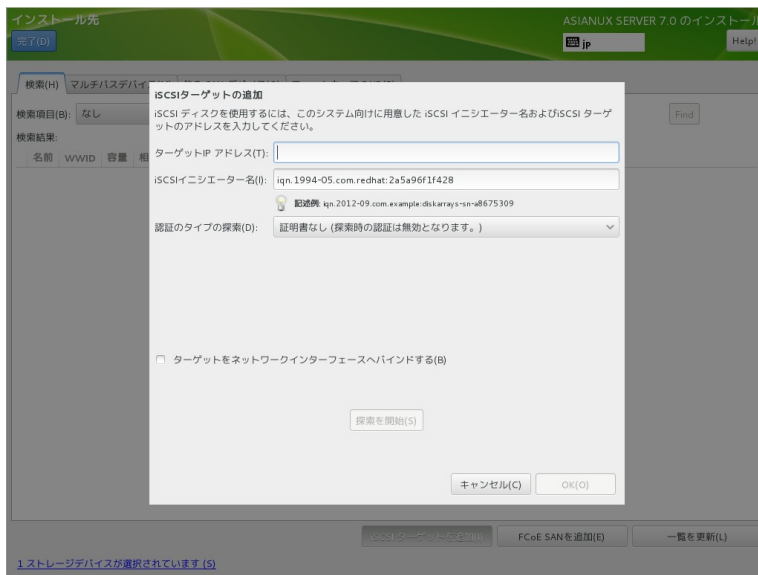 インストール先
ASIANUX SERVER 7.0 のインストール
完了(D)
jp
Help!
検索(H)
マルチパスデバイ
検索項目(B): なし
Find
検索結果:
名前 WWID 容量 相
iSCSIターゲットの追加
iSCSI ディスクを使用するには、このシステム向けに用意した iSCSI イニシエーター名およびiSCSI ターゲ
ットのアドレスを入力してください。
ターゲットIP アドレス(T):
iSCSIイニシエーター名(I): iqn.1994-05.com.redhat:2a5a96f1f428
記述例: iqn.2012-09.com.example:diskarrays-sn-a8675309
認証のタイプの探索(D): 証明書なし (探索時の認証は無効となります。)
ターゲットをネットワークインターフェースへバインドする(B)
探索を開始(S)
キャンセル(C) OK(O)
iSCSI ターゲットを追加(I) FCoE SANを追加(E) 一覧を更新(L)
1 ストレージデバイスが選択されています (S)